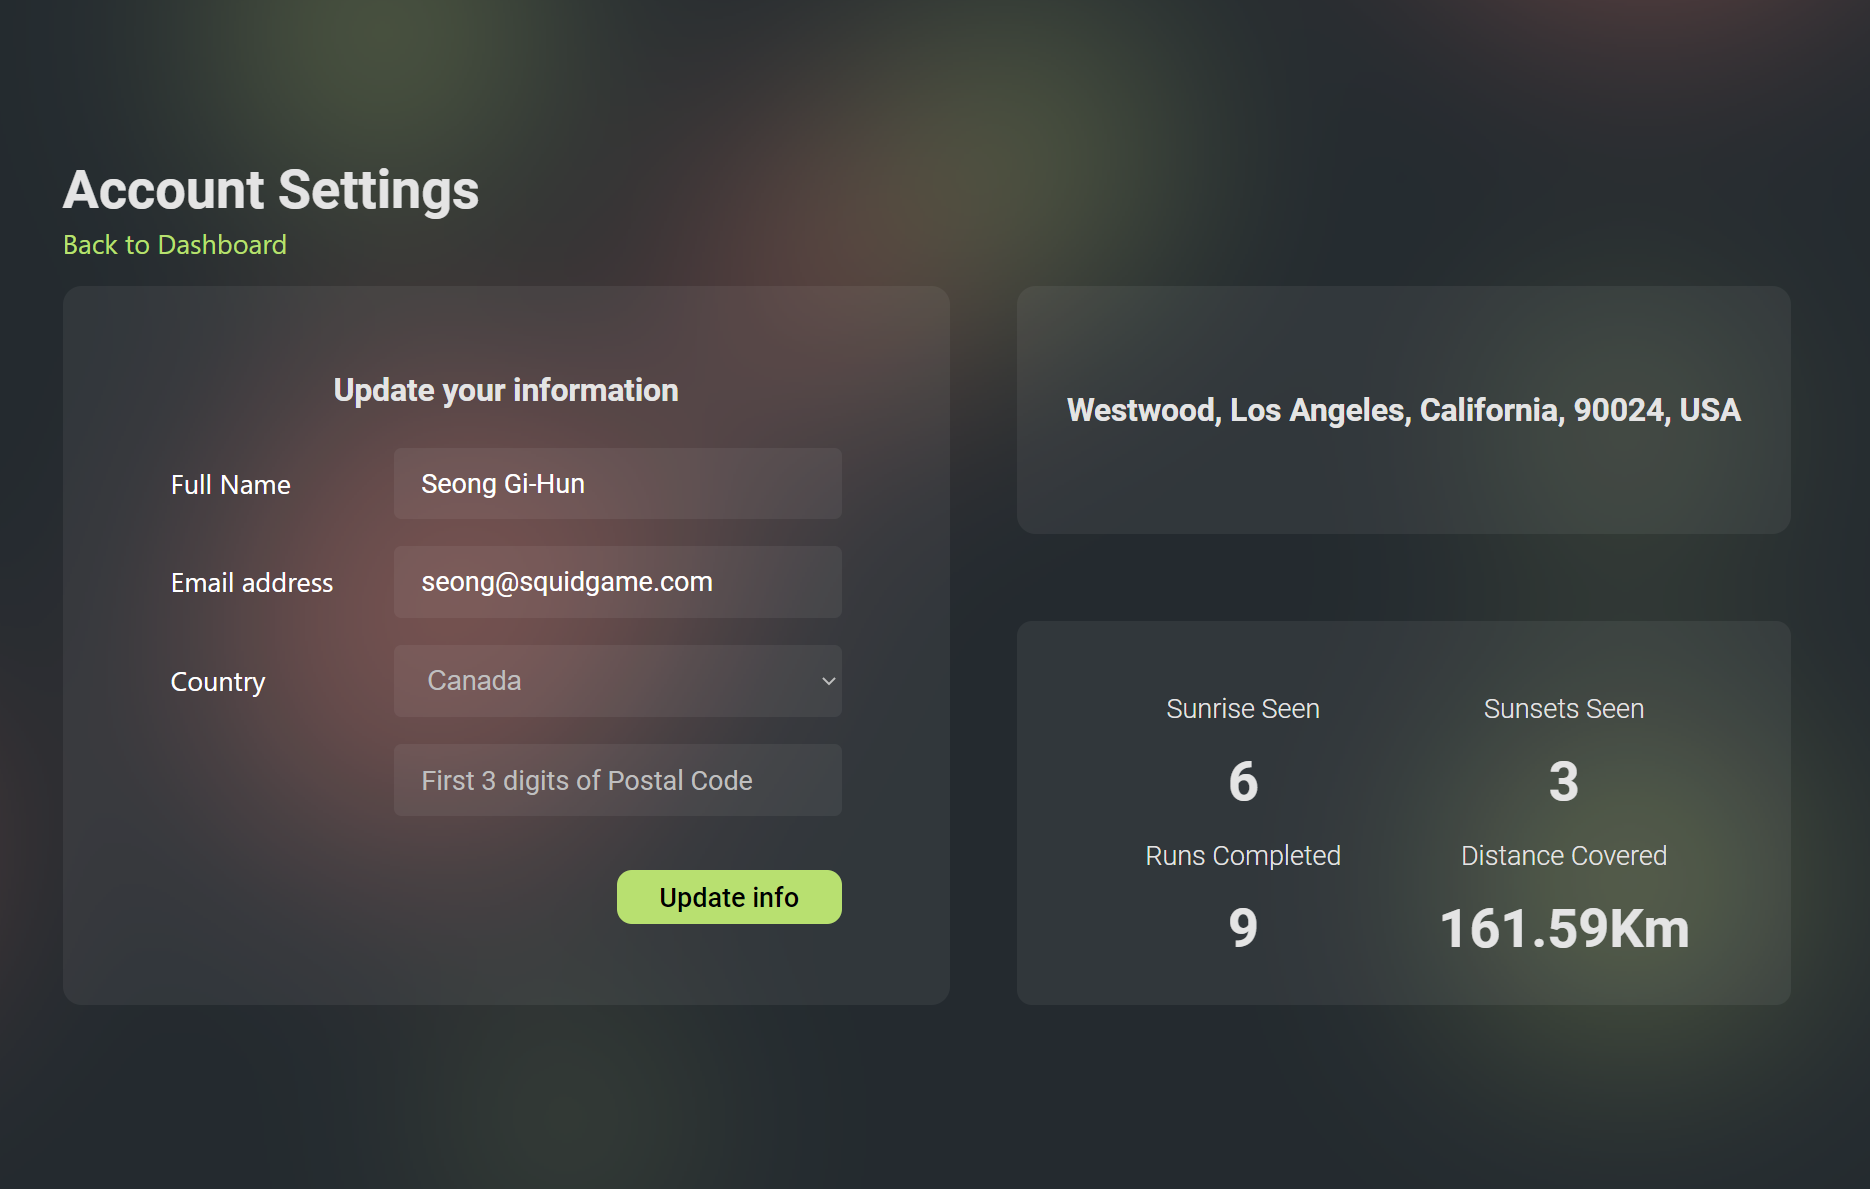 Account Settings
Back to Dashboard
Update your information
Full Name
Seong Gi-Hun
Email address
seong@squidgame.com
Country
Canada
First 3 digits of Postal Code
Update info
Westwood, Los Angeles, California, 90024, USA
Sunrise Seen
6
Sunsets Seen
3
Runs Completed
9
Distance Covered
161.59Km